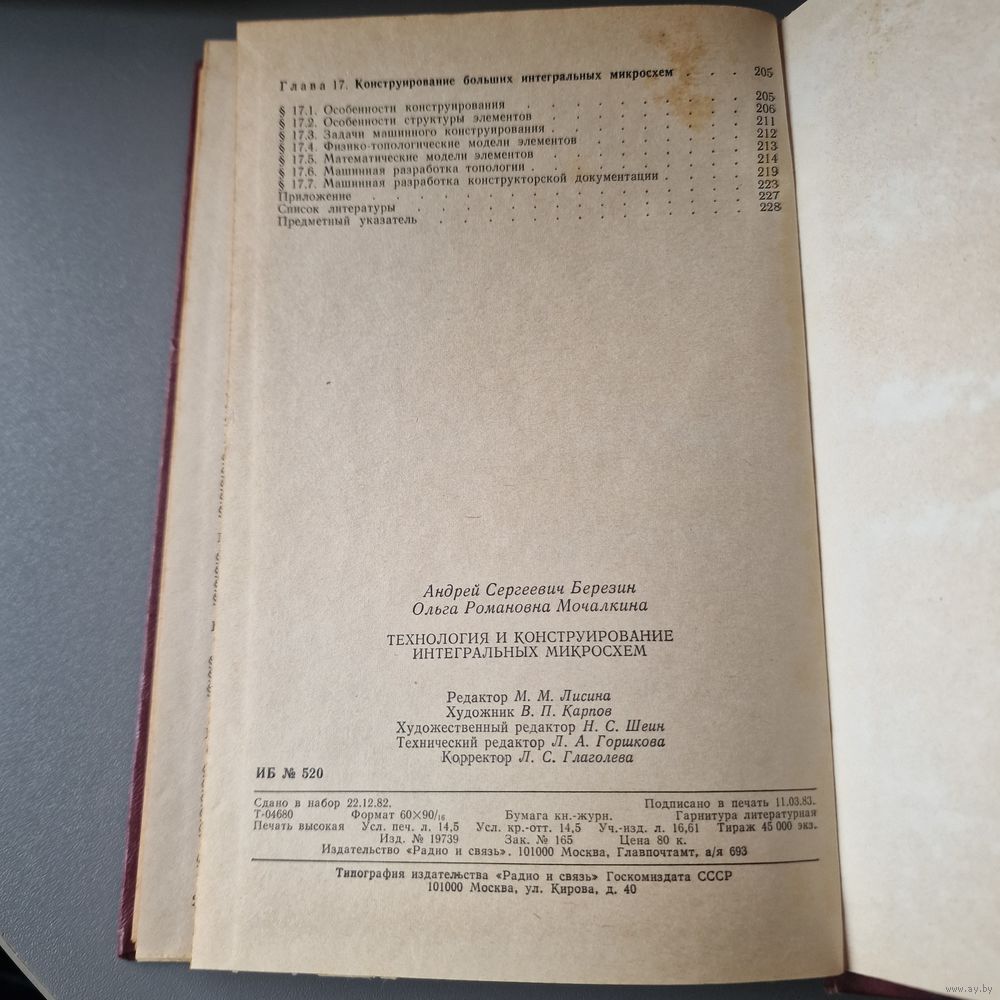 Глава 17. Конструирование больших интегральных микросхем . . . 205
§ 17.1. Особенности конструирования . . . . . . . . . . 205
§ 17.2. Особенности структуры элементов . . . . . . . . . 206
§ 17.3. Задачи машинного конструирования . . . . . . . . . 211
§ 17.4. Физико-топологические модели элементов . . . . . . . 212
§ 17.5. Математические модели элементов . . . . . . . . . 213
§ 17.6. Машинная разработка топологии . . . . . . . . . . 214
§ 17.7. Машинная разработка конструкторской документации . . . . 219
Приложение . . . . . . . . . . . . . . . 223
Список литературы . . . . . . . . . . . . . 227
Предметный указатель . . . . . . . . . . . . 228
Андрей Сергеевич Березин
Ольга Романовна Мочалкина
ТЕХНОЛОГИЯ И КОНСТРУИРОВАНИЕ
ИНТЕГРАЛЬНЫХ МИКРОСХЕМ
Редактор М. М. Лисина
Художник В. П. Карпов
Художественный редактор Н. С. Шеин
Технический редактор Л. А. Горшкова
Корректор Л. С. Глаголева
ИБ № 520
Сдано в набор 22.12.82. Подписано в печать 11.03.83.
Т-04680 Формат 60×90/16 Бумага кн.-журн. Гарнитура литературная
Печать высокая Усл. печ. л. 14,5 Усл. кр.-отт. 14,5 Уч.-изд. л. 16,61 Тираж 45 000 экз.
Изд. № 19739 Зак. № 165 Цена 80 к.
Издательство «Радио и связь». 101000 Москва, Главпочтамт, а/я 693
Типография издательства «Радио и связь» Госкомиздата СССР
101000 Москва, ул. Кирова, д. 40
www.ay.by